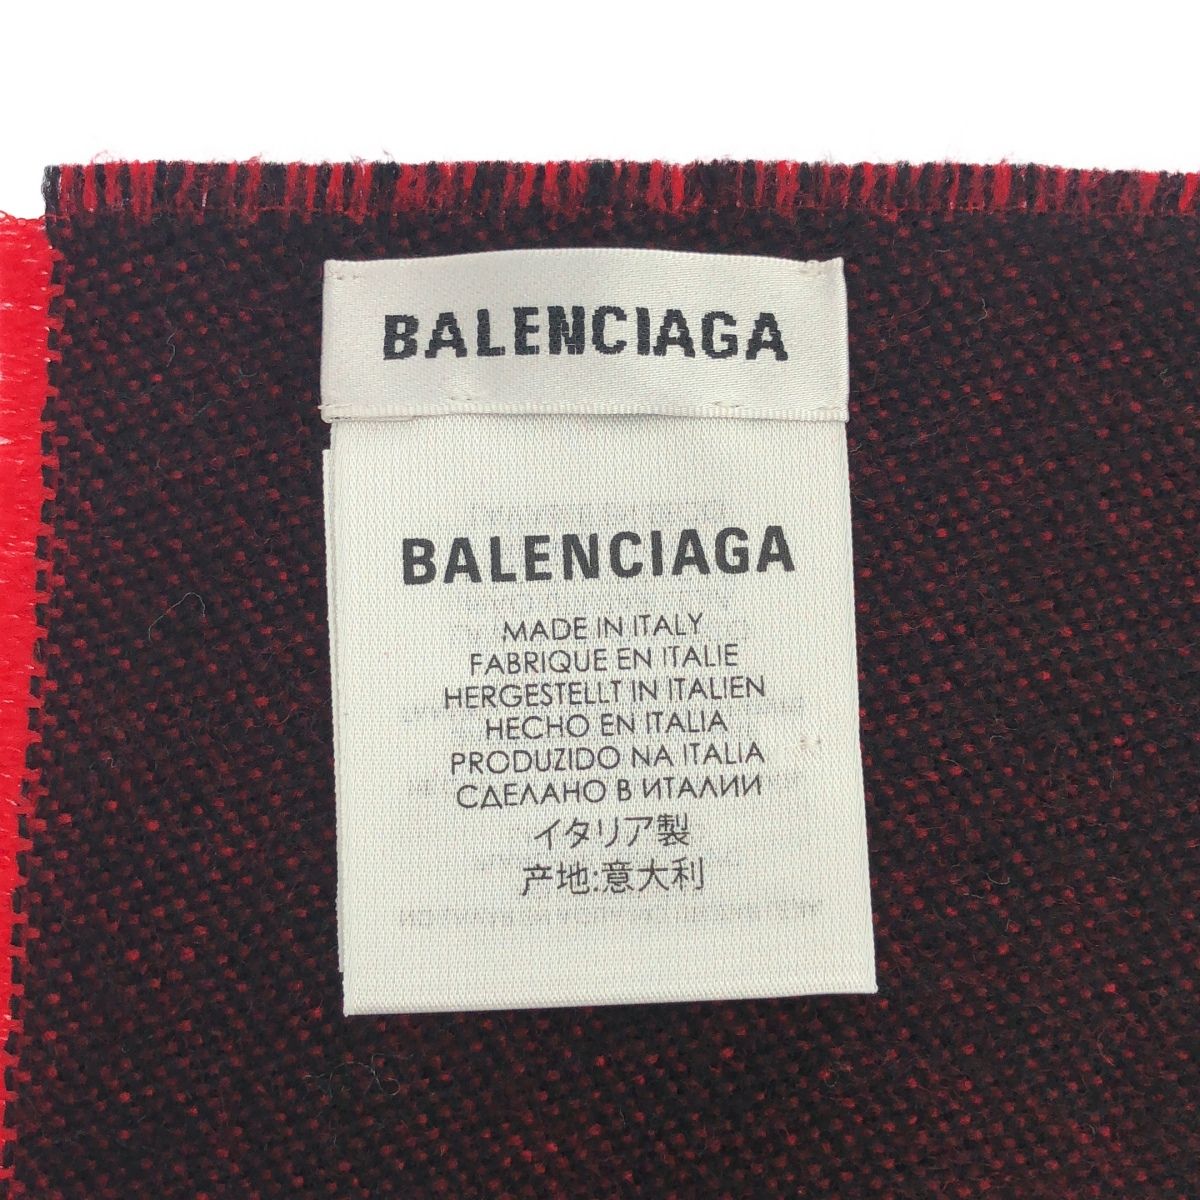 BALENCIAGA
BALENCIAGA
MADE IN ITALY
FABRIQUE EN ITALIE
HERGESTELLT IN ITALIEN
HECHO EN ITALIA
PRODUZIDO NA ITALIA
СДЕЛАНО В ИТАЛИИ
イタリア製
产地:意大利